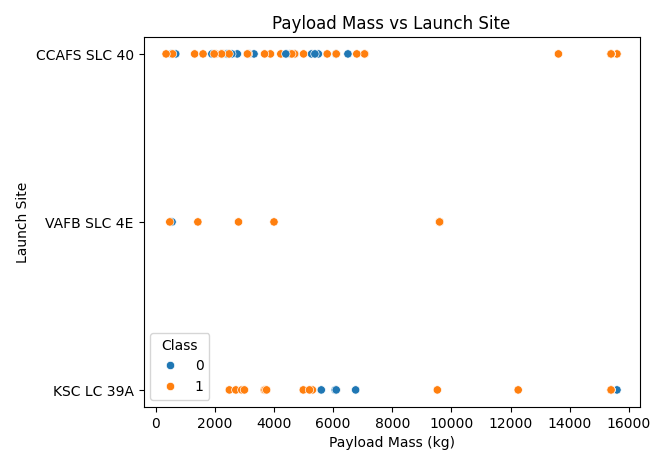 Payload Mass vs Launch Site
CCAFS SLC 40
VAFB SLC 4E
KSC LC 39A
Launch Site
Class
0
1
0 2000 4000 6000 8000 10000 12000 14000 16000
Payload Mass (kg)